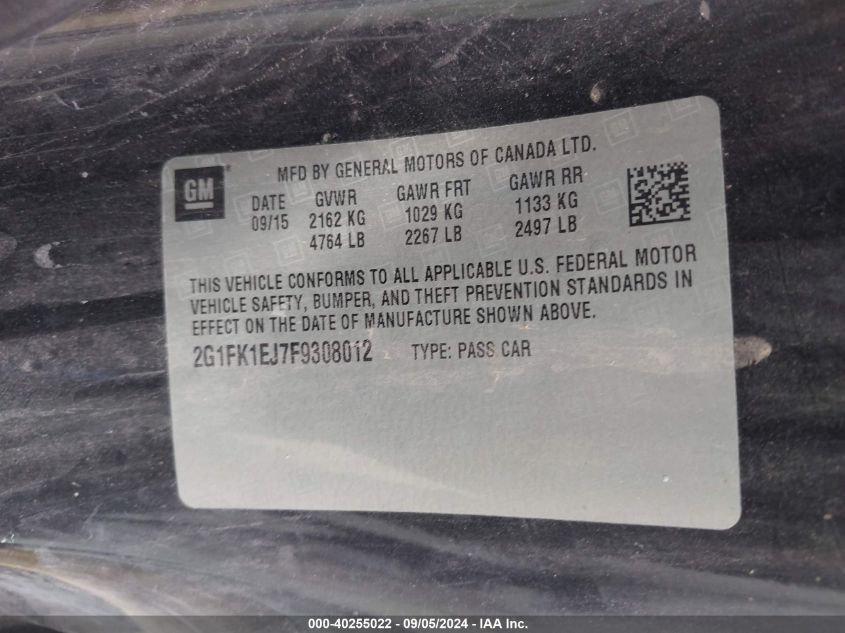 GM
MFD BY GENERAL MOTORS OF CANADA LTD.
DATE GVWR GAWR FRT GAWR RR
09/15 2162 KG 1029 KG 1133 KG
4764 LB 2267 LB 2497 LB
THIS VEHICLE CONFORMS TO ALL APPLICABLE U.S. FEDERAL MOTOR
VEHICLE SAFETY, BUMPER, AND THEFT PREVENTION STANDARDS IN
EFFECT ON THE DATE OF MANUFACTURE SHOWN ABOVE.
2G1FK1EJ7F9308012 TYPE: PASS CAR
000-40255022 - 09/05/2024 - IAA Inc.